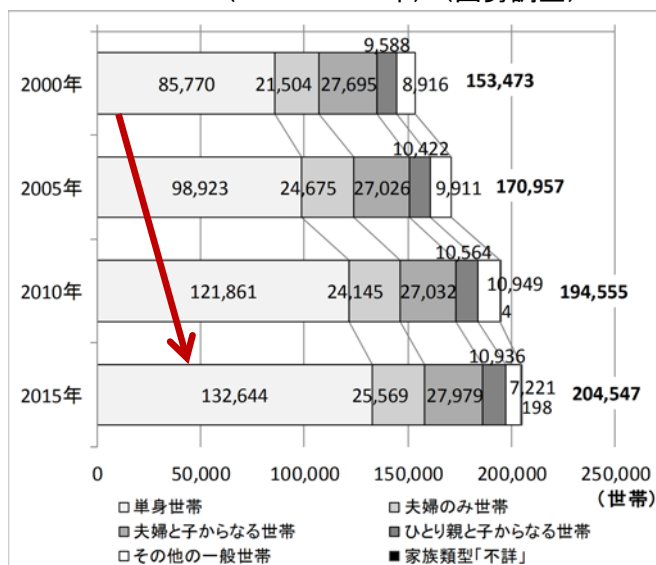 9,588
2000年 85,770 21,504 27,695 8,916 153,473
10,422
2005年 98,923 24,675 27,026 9,911 170,957
10,564
2010年 121,861 24,145 27,032 10,949 194,555
4
10,936
2015年 132,644 25,569 27,979 7,221 204,547
198
0 50,000 100,000 150,000 200,000 250,000
(世帯)
単身世帯 夫婦のみ世帯
夫婦と子からなる世帯 ひとり親と子からなる世帯
その他の一般世帯 家族類型「不詳」